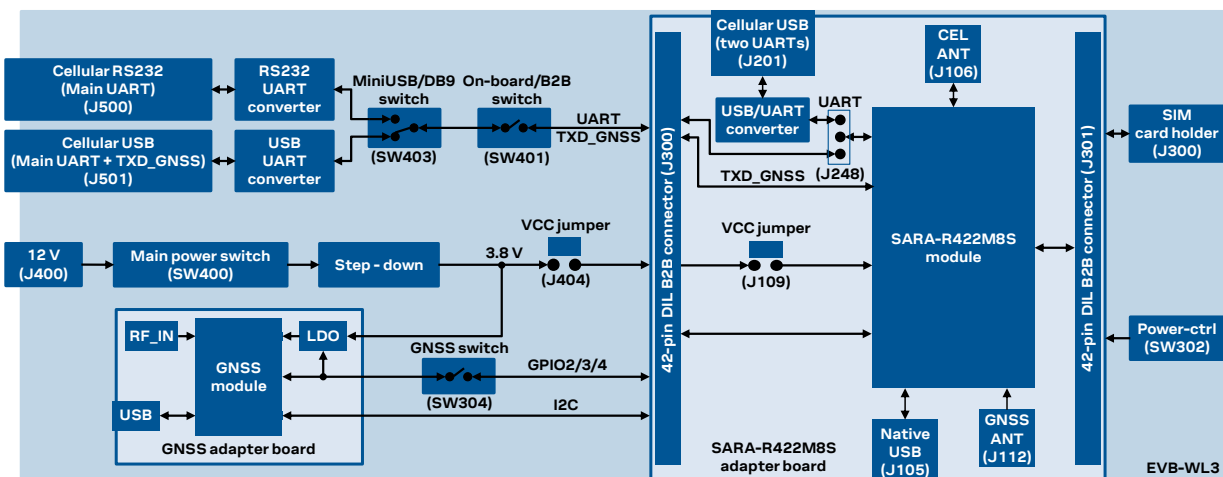 Cellular RS232
(Main UART)
(J500)
RS232
UART
converter
MiniUSB/DB9
switch
(SW403)
On-board/B2B
switch
(SW401)
UART
TXD_GNSS
Cellular USB
(Main UART + TXD_GNSS)
(J501)
USB
UART
converter
12 V
(J400)
Main power switch
(SW400)
Step - down
3.8 V
VCC jumper
(J404)
RF_IN
GNSS
module
LDO
USB
GNSS adapter board
GNSS switch
(SW304)
GPIO2/3/4
I2C
42-pin DIL B2B connector (J300)
Cellular USB
(two UARTs)
(J201)
USB/UART
converter
UART
(J248)
TXD_GNSS
VCC jumper
(J109)
CEL
ANT
(J106)
SARA-R422M8S
module
Native
USB
(J105)
GNSS
ANT
(J112)
SARA-R422M8S
adapter board
42-pin DIL B2B connector (J301)
SIM
card holder
(J300)
Power-ctrl
(SW302)
EVB-WL3